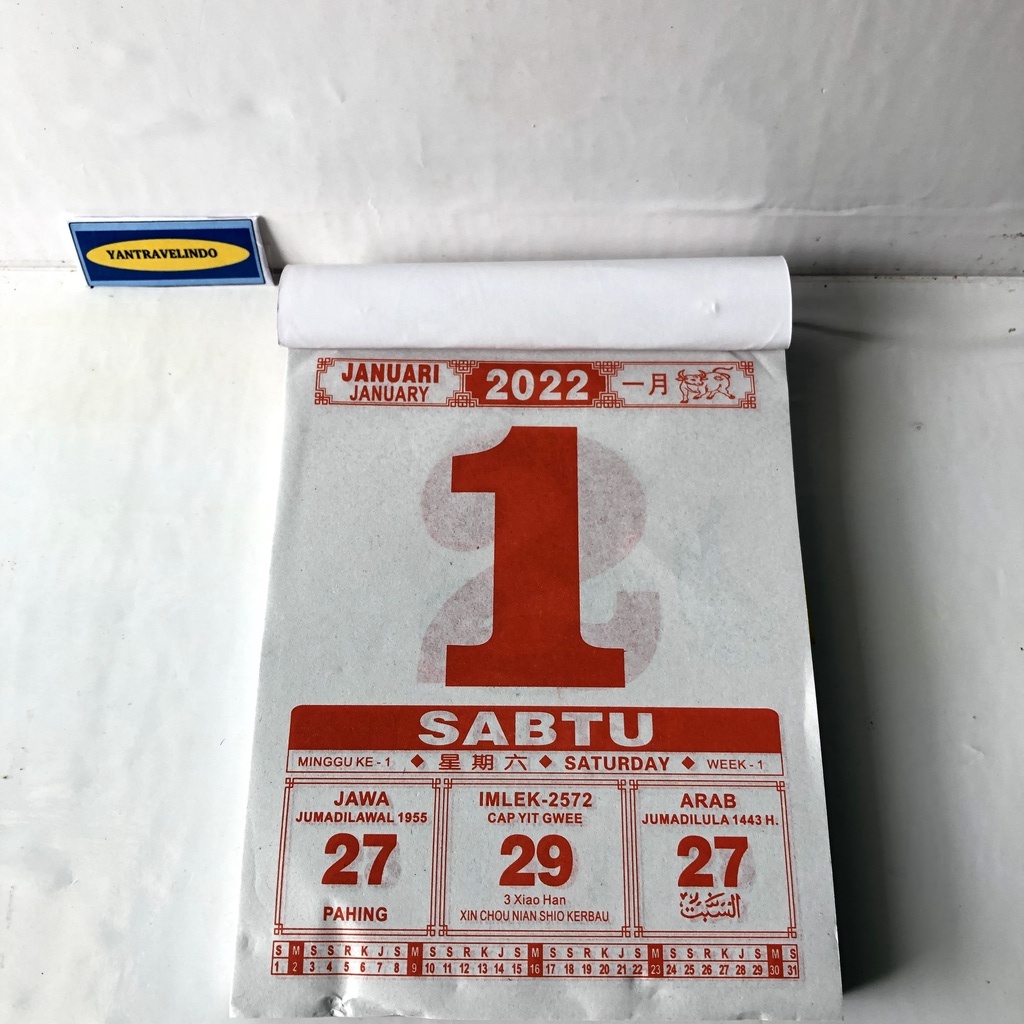 YANTRAVELINDO
JANUARI
JANUARY
2022
一月
1
SABTU
MINGGU KE - 1 ◆ 星期六 ◆ SATURDAY ◆ WEEK - 1
JAWA
JUMADILAWAL 1955
27
PAHING
IMLEK-2572
CAP YIT GWEE
29
3 Xiao Han
XIN CHOU NIAN SHIO KERBAU
ARAB
JUMADILULA 1443 H.
27
السَّبْت
S M S S R K J S M S S R K J S M S S R K J S M S S R K J S M S
1 2 3 4 5 6 7 8 9 10 11 12 13 14 15 16 17 18 19 20 21 22 23 24 25 26 27 28 29 30 31